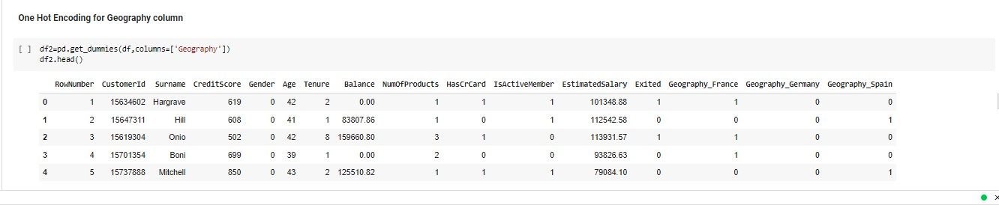 One Hot Encoding for Geography column
[ ] df2=pd.get_dummies(df,columns=['Geography'])
df2.head()
RowNumber CustomerId Surname CreditScore Gender Age Tenure Balance NumOfProducts HasCrCard IsActiveMember EstimatedSalary Exited Geography_France Geography_Germany Geography_Spain
0 1 15634602 Hargrave 619 0 42 2 0.00 1 1 1 101348.88 1 1 0 0
1 2 15647311 Hill 608 0 41 1 83807.86 1 0 1 112542.58 0 0 0 1
2 3 15619304 Onio 502 0 42 8 159660.80 3 1 0 113931.57 1 1 0 0
3 4 15701354 Boni 699 0 39 1 0.00 2 0 0 93826.63 0 1 0 0
4 5 15737888 Mitchell 850 0 43 2 125510.82 1 1 1 79084.10 0 0 0 1